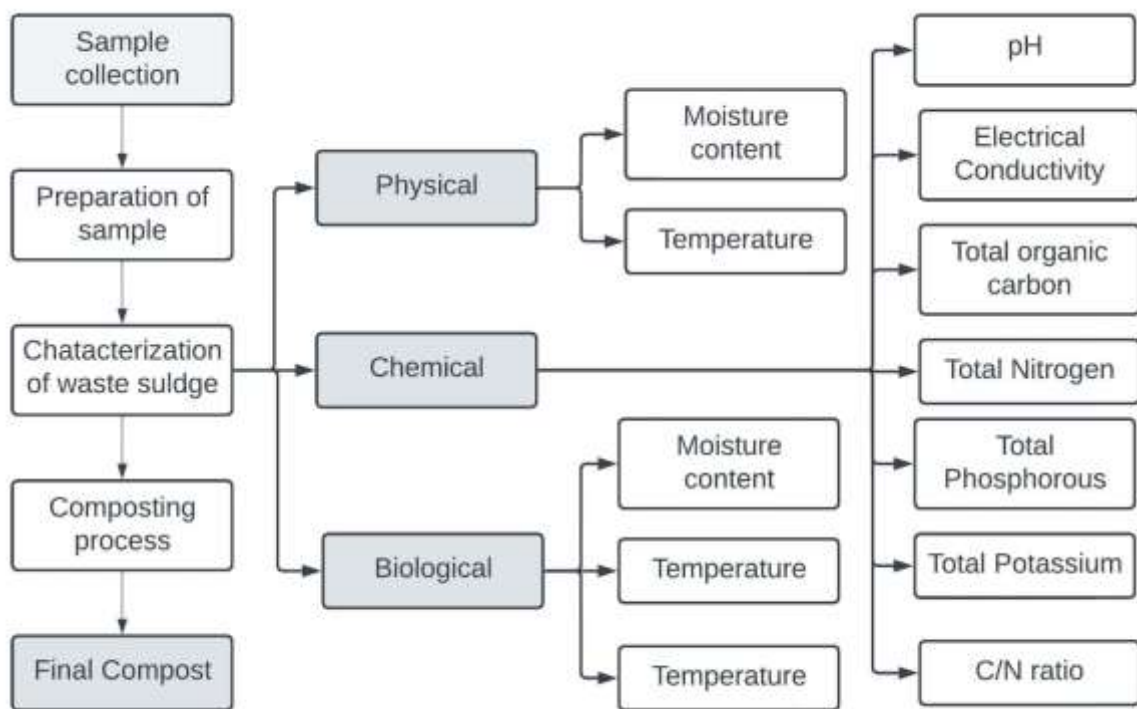 Sample
collection
Preparation of
sample
Chatacterization
of waste suldge
Composting
process
Final Compost
Physical
Chemical
Biological
Moisture
content
Temperature
Moisture
content
Temperature
Temperature
pH
Electrical
Conductivity
Total organic
carbon
Total Nitrogen
Total
Phosphorous
Total Potassium
C/N ratio